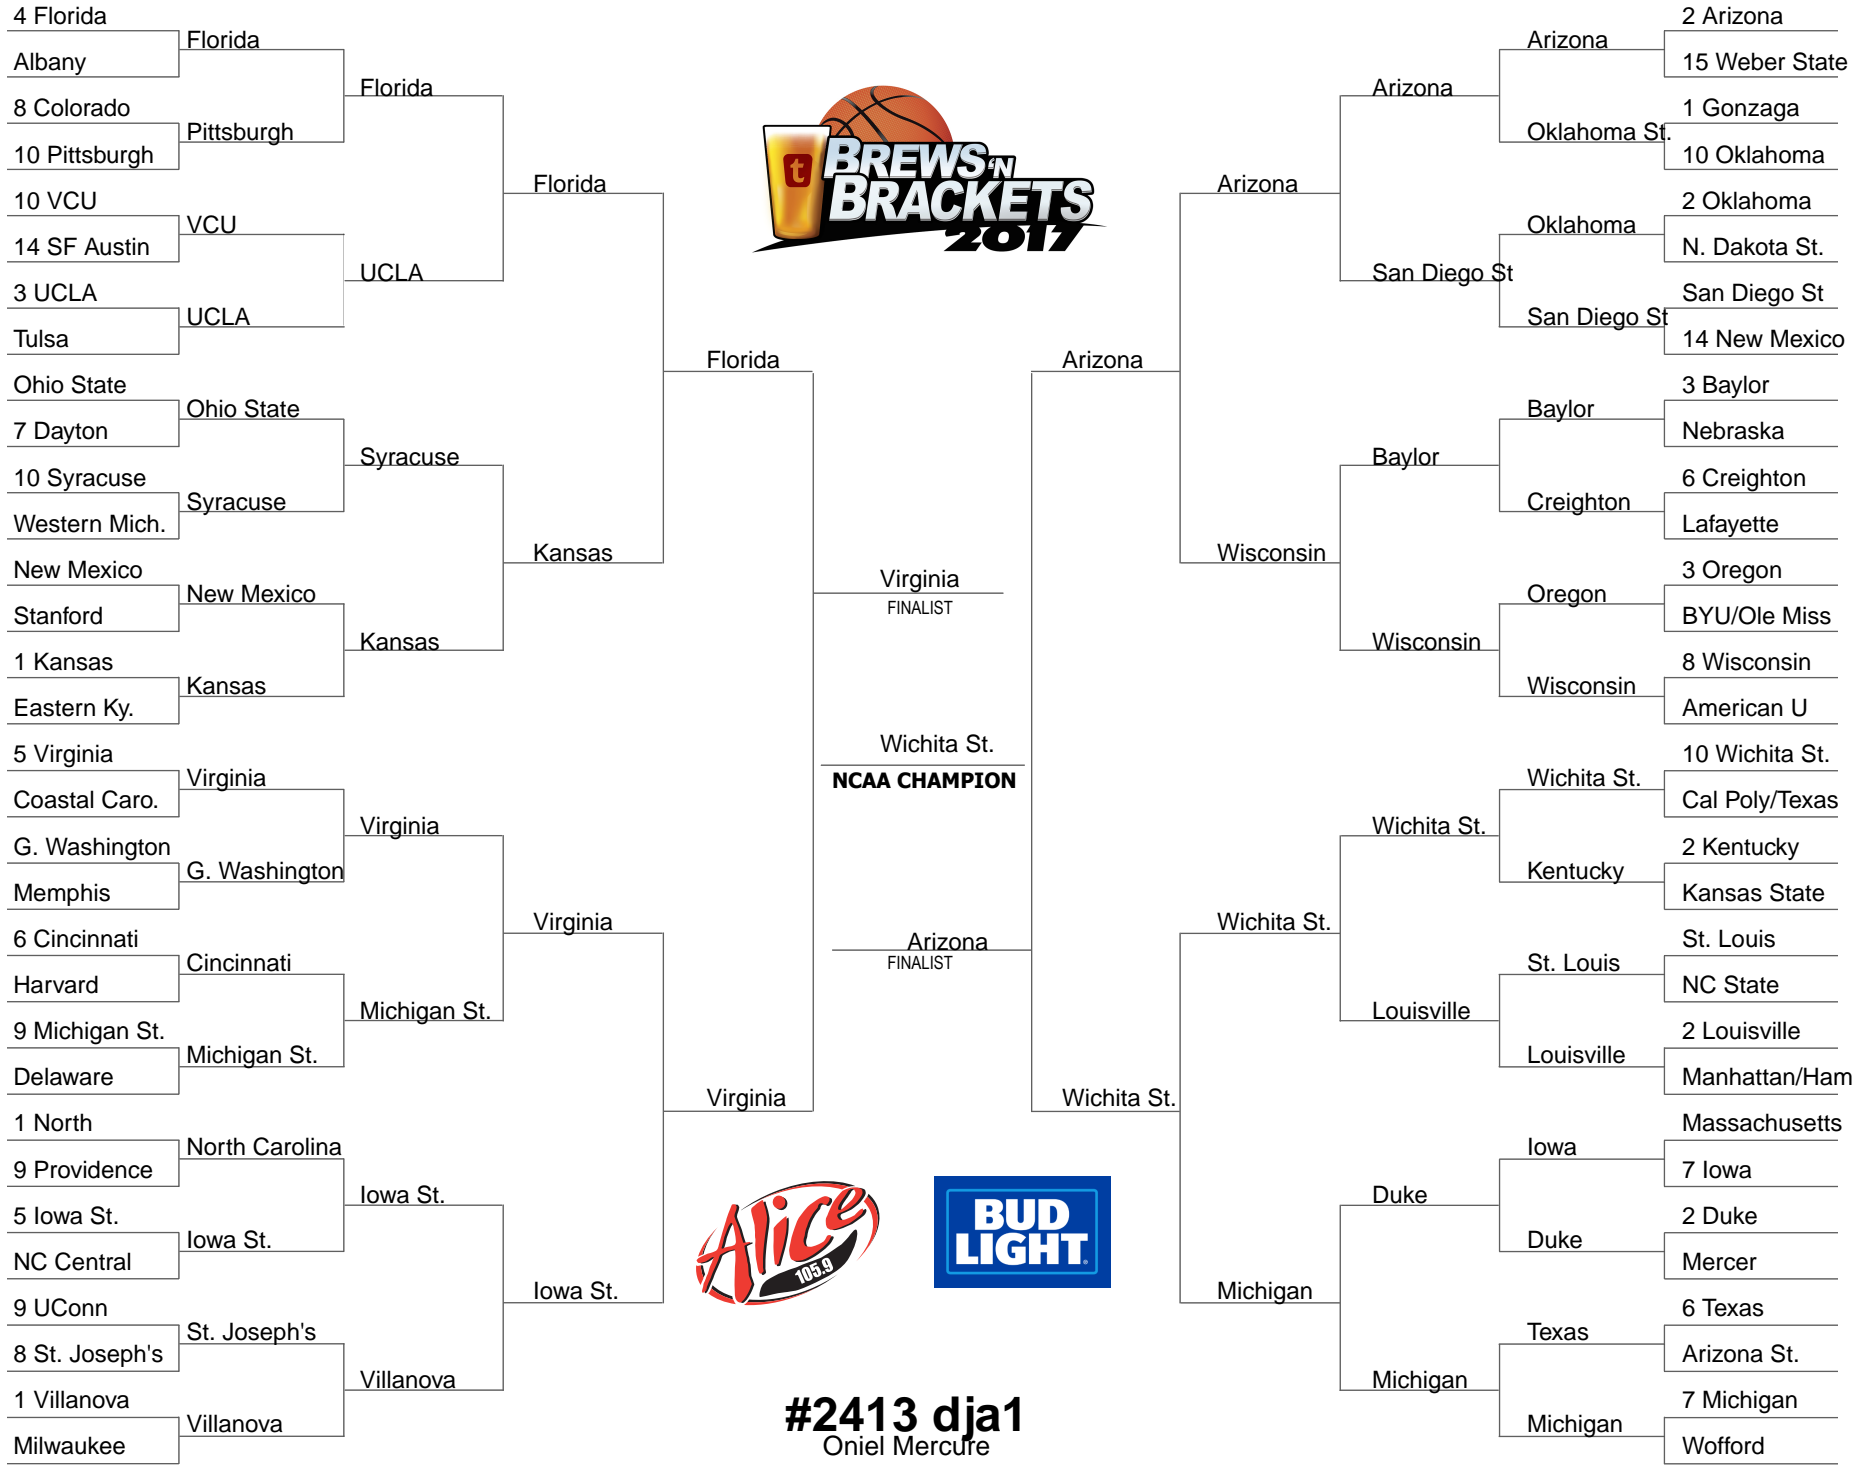 4 Florida
Albany
8 Colorado
10 Pittsburgh
10 VCU
14 SF Austin
3 UCLA
Tulsa
Ohio State
7 Dayton
10 Syracuse
Western Mich.
New Mexico
Stanford
1 Kansas
Eastern Ky.
5 Virginia
Coastal Caro.
G. Washington
Memphis
6 Cincinnati
Harvard
9 Michigan St.
Delaware
1 North
9 Providence
5 Iowa St.
NC Central
9 UConn
8 St. Joseph's
1 Villanova
Milwaukee
Florida
Pittsburgh
VCU
UCLA
Ohio State
Syracuse
New Mexico
Kansas
Virginia
G. Washington
Cincinnati
Michigan St.
North Carolina
Iowa St.
St. Joseph's
Villanova
Florida
UCLA
Syracuse
Kansas
Virginia
Michigan St.
Iowa St.
Villanova
Florida
Kansas
Virginia
Iowa St.
Florida
Virginia
t
BREWS 'N
BRACKETS
2017
Virginia
FINALIST
Wichita St.
NCAA CHAMPION
Arizona
FINALIST
Alice
105.9
BUD
LIGHT
#2413 dja1
Oniel Mercure
Arizona
Wichita St.
Arizona
Wisconsin
Wichita St.
Michigan
Arizona
San Diego St
Baylor
Wisconsin
Wichita St.
Louisville
Duke
Michigan
Arizona
Oklahoma St.
Oklahoma
San Diego St
Baylor
Creighton
Oregon
Wisconsin
Wichita St.
Kentucky
St. Louis
Louisville
Iowa
Duke
Texas
Michigan
2 Arizona
15 Weber State
1 Gonzaga
10 Oklahoma
2 Oklahoma
N. Dakota St.
San Diego St
14 New Mexico
3 Baylor
Nebraska
6 Creighton
Lafayette
3 Oregon
BYU/Ole Miss
8 Wisconsin
American U
10 Wichita St.
Cal Poly/Texas
2 Kentucky
Kansas State
St. Louis
NC State
2 Louisville
Manhattan/Ham
Massachusetts
7 Iowa
2 Duke
Mercer
6 Texas
Arizona St.
7 Michigan
Wofford